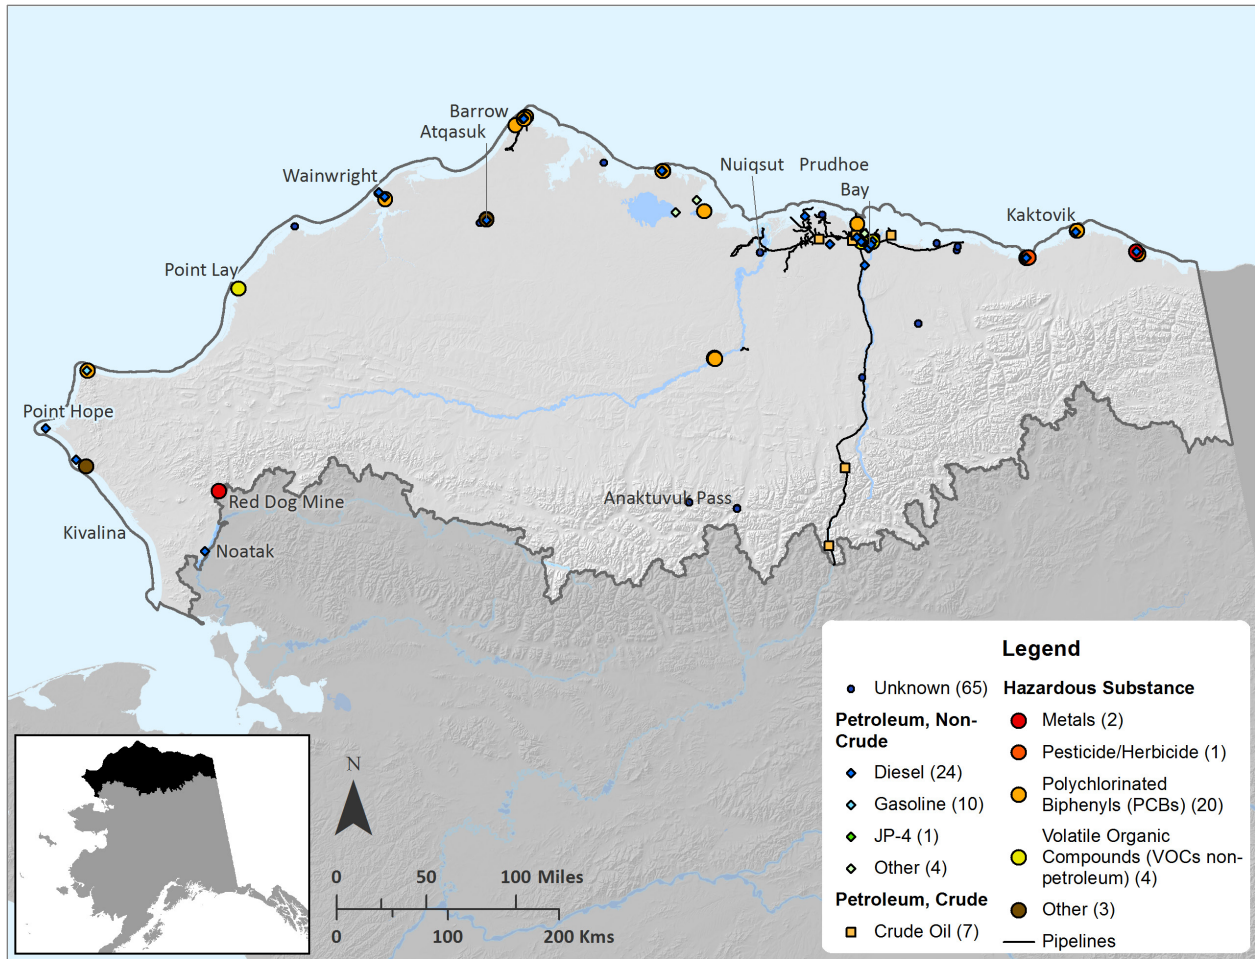 Barrow
Atqasuk
Nuiqsut
Prudhoe
Bay
Wainwright
Kaktovik
Point Lay
Point Hope
Red Dog Mine
Anaktuvuk Pass
Kivalina
Noatak
Legend
Unknown (65)
Petroleum, Non-
Crude
Diesel (24)
Gasoline (10)
JP-4 (1)
Other (4)
Petroleum, Crude
Crude Oil (7)
Hazardous Substance
Metals (2)
Pesticide/Herbicide (1)
Polychlorinated
Biphenyls (PCBs) (20)
Volatile Organic
Compounds (VOCs non-
petroleum) (4)
Other (3)
Pipelines
N
0 50 100 Miles
0 100 200 Kms